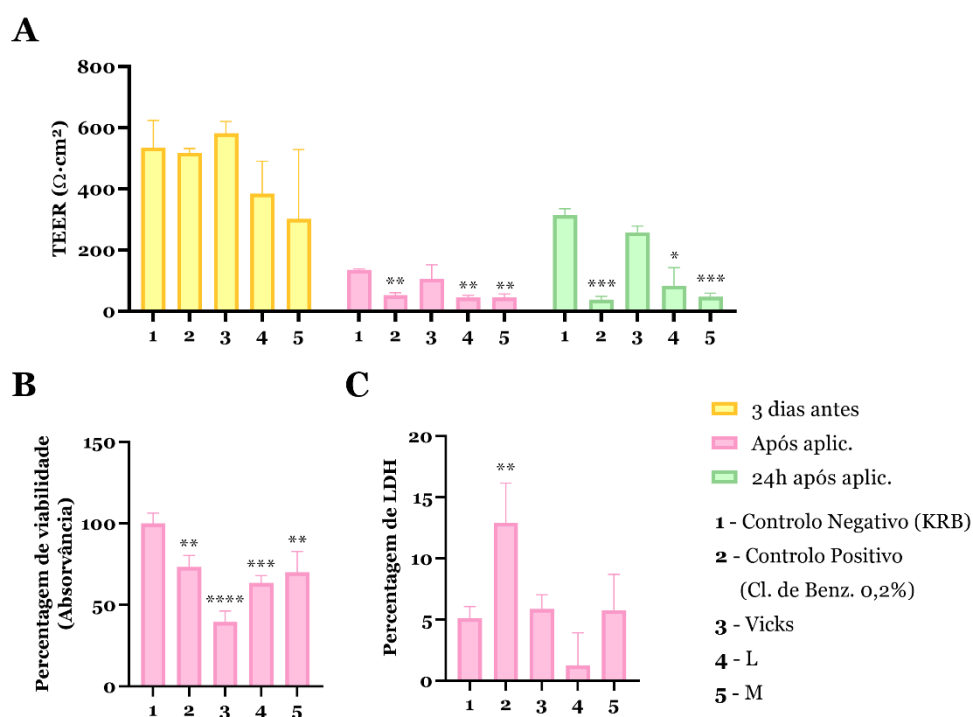 A
TEER (Ω·cm²)
800
600
400
200
0
** ** **
*** * ***
1 2 3 4 5 1 2 3 4 5 1 2 3 4 5
B
Percentagem de viabilidade
(Absorvância)
150
100
50
0
** **** *** **
1 2 3 4 5
C
Percentagem de LDH
20
15
10
5
0
**
1 2 3 4 5
3 dias antes
Após aplic.
24h após aplic.
1 - Controlo Negativo (KRB)
2 - Controlo Positivo
(Cl. de Benz. 0,2%)
3 - Vicks
4 - L
5 - M